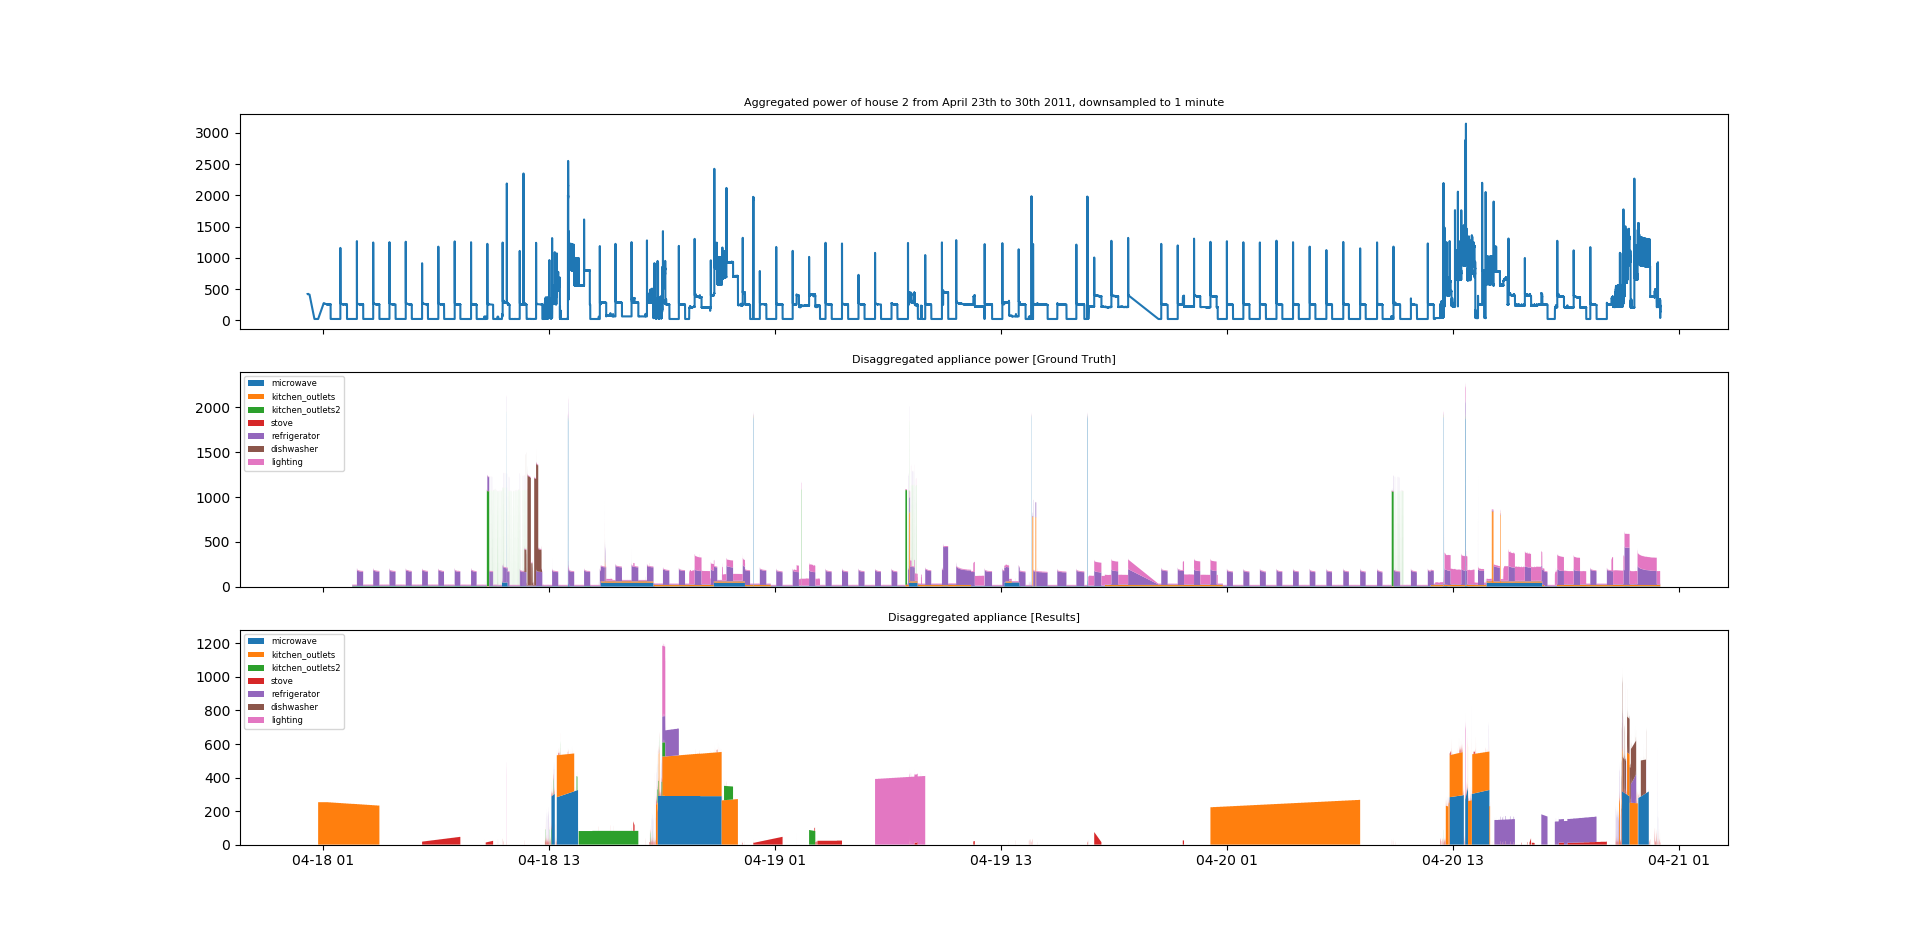 Aggregated power of house 2 from April 23th to 30th 2011, downsampled to 1 minute
3000
2500
2000
1500
1000
500
0
Disaggregated appliance power [Ground Truth]
microwave
kitchen_outlets
kitchen_outlets2
stove
refrigerator
dishwasher
lighting
2000
1500
1000
500
0
Disaggregated appliance [Results]
microwave
kitchen_outlets
kitchen_outlets2
stove
refrigerator
dishwasher
lighting
1200
1000
800
600
400
200
0
04-18 01 04-18 13 04-19 01 04-19 13 04-20 01 04-20 13 04-21 01